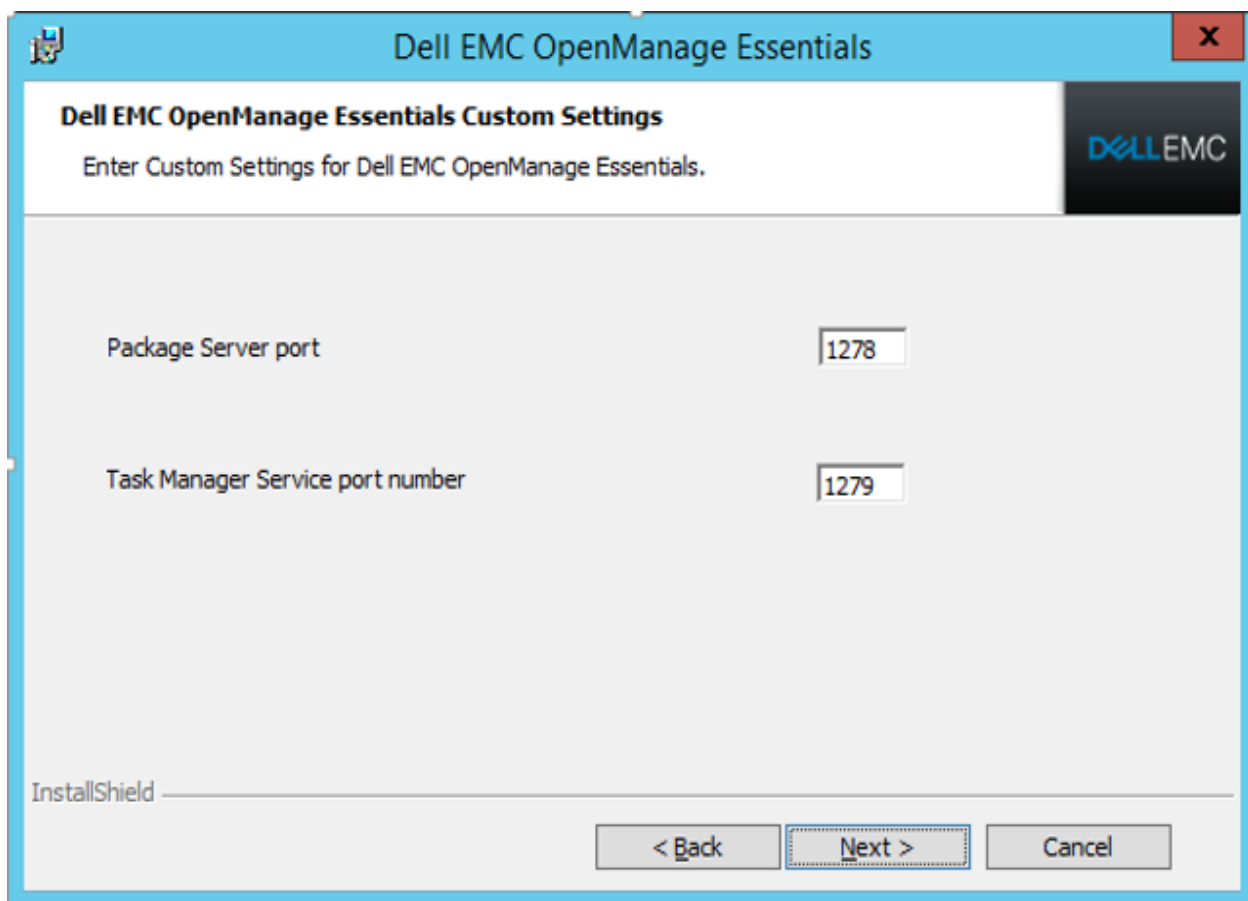 Dell EMC OpenManage Essentials
x
Dell EMC OpenManage Essentials Custom Settings
Enter Custom Settings for Dell EMC OpenManage Essentials.
DELLEMC
Package Server port
1278
Task Manager Service port number
1279
InstallShield
< Back
Next >
Cancel